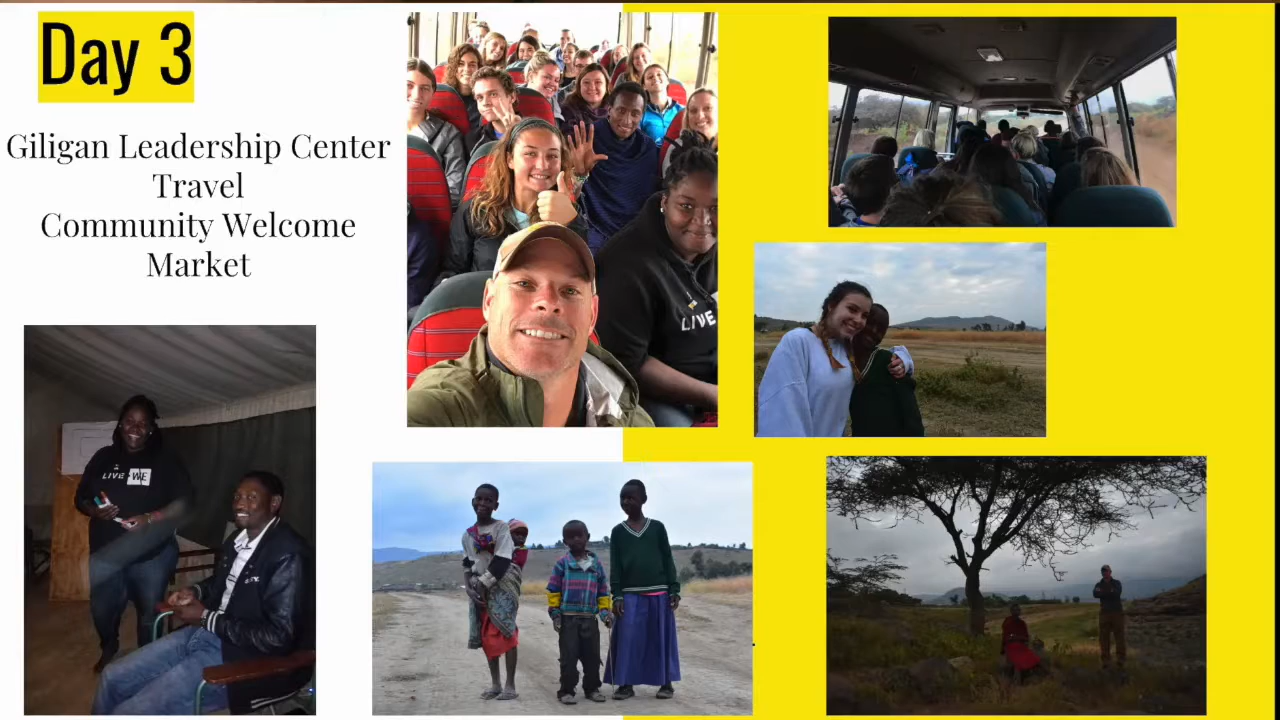 Day 3
Giligan Leadership Center
Travel
Community Welcome
Market
LIVE
LIVE WE